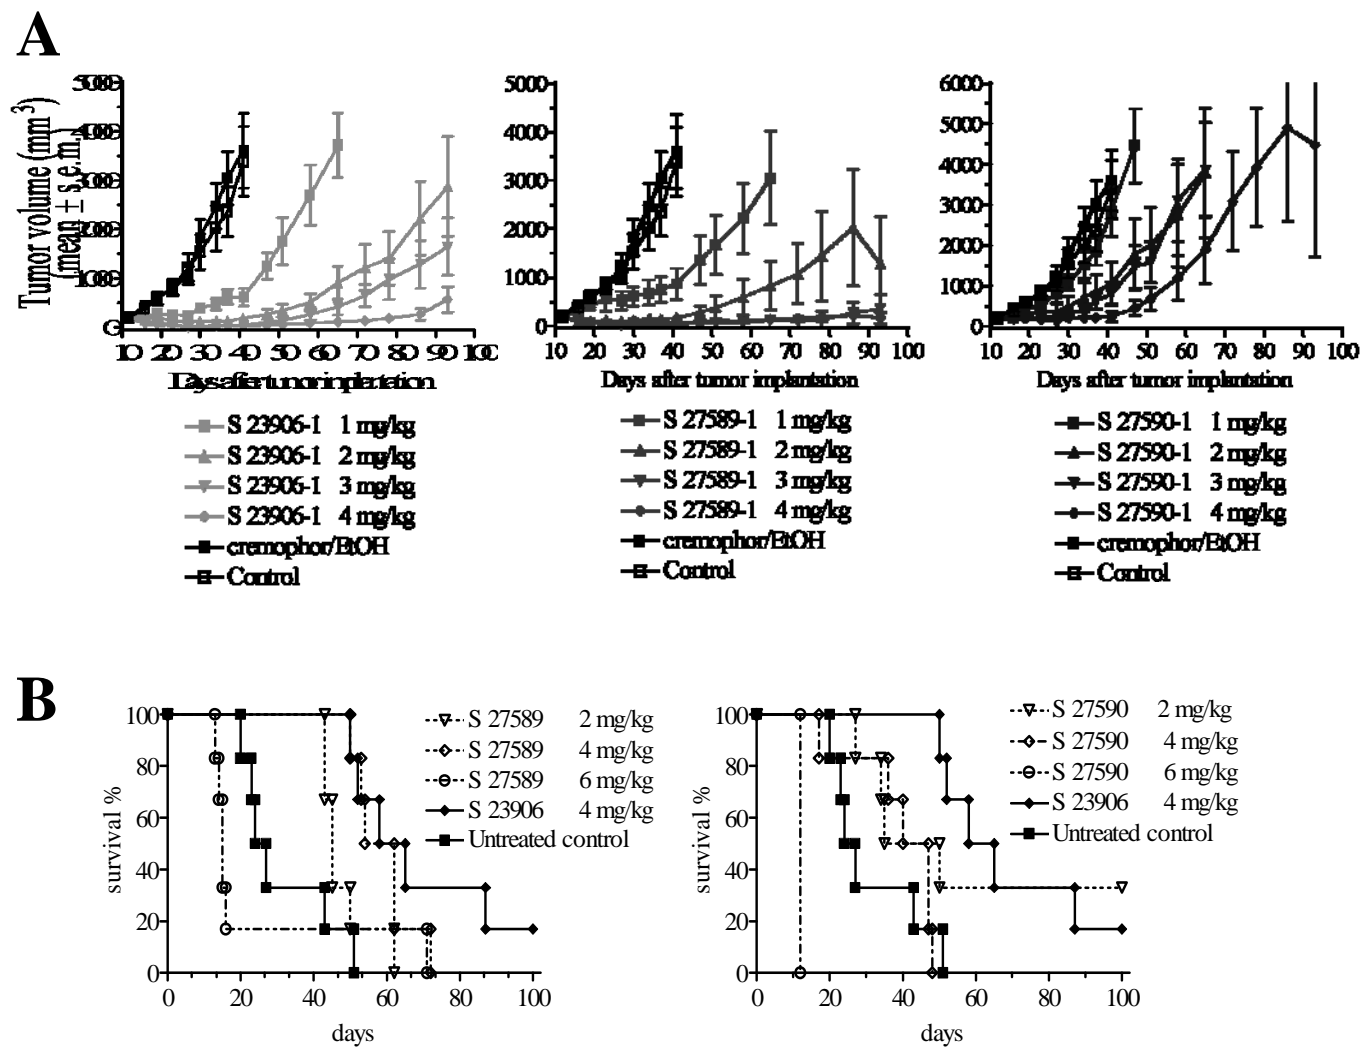 A
Tumor volume (mm³)
(mean ± s.e.m.)
10 20 30 40 50 60 70 80 90 100
Days after tumor implantation
S 23906-1 1 mg/kg
S 23906-1 2 mg/kg
S 23906-1 3 mg/kg
S 23906-1 4 mg/kg
cremophor/EtOH
Control
5000
4000
3000
2000
1000
0
10 20 30 40 50 60 70 80 90 100
Days after tumor implantation
S 27589-1 1 mg/kg
S 27589-1 2 mg/kg
S 27589-1 3 mg/kg
S 27589-1 4 mg/kg
cremophor/EtOH
Control
6000
5000
4000
3000
2000
1000
0
10 20 30 40 50 60 70 80 90 100
Days after tumor implantation
S 27590-1 1 mg/kg
S 27590-1 2 mg/kg
S 27590-1 3 mg/kg
S 27590-1 4 mg/kg
cremophor/EtOH
Control
B
survival %
100
80
60
40
20
0
0 20 40 60 80 100
days
S 27589 2 mg/kg
S 27589 4 mg/kg
S 27589 6 mg/kg
S 23906 4 mg/kg
Untreated control
survival %
100
80
60
40
20
0
0 20 40 60 80 100
days
S 27590 2 mg/kg
S 27590 4 mg/kg
S 27590 6 mg/kg
S 23906 4 mg/kg
Untreated control